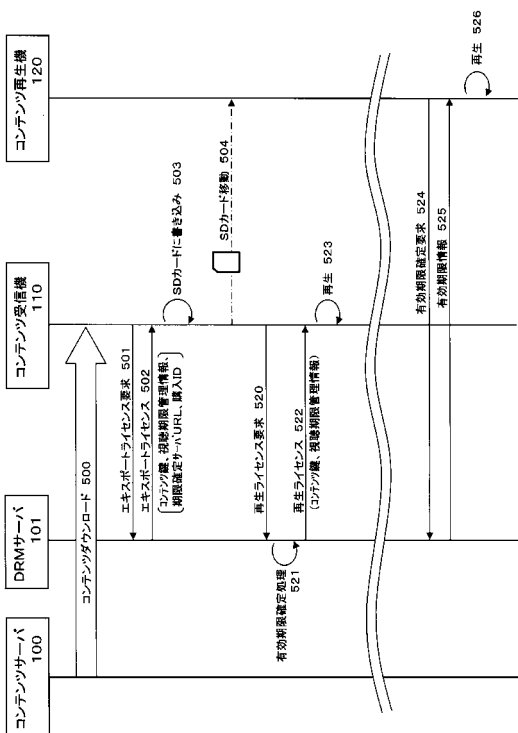 コンテンツサーバ
100
DRMサーバ
101
コンテンツ受信機
110
コンテンツ再生機
120
コンテンツダウンロード 500
エキスポートライセンス要求 501
エキスポートライセンス 502
コンテンツ鍵、視聴期限管理情報、
期限確定サーバURL、購入ID
SDカードに書き込み 503
SDカード移動 504
再生ライセンス要求 520
有効期限確定処理
521
再生ライセンス 522
(コンテンツ鍵、視聴期限管理情報)
再生 523
有効期限確定要求 524
有効期限情報 525
再生 526